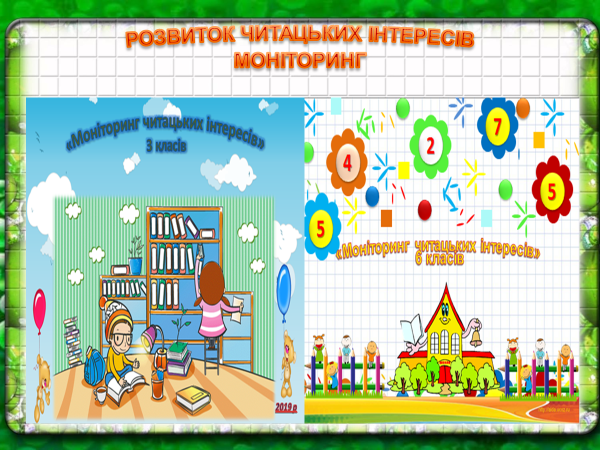 РОЗВИТОК ЧИТАЦЬКИХ ІНТЕРЕСІВ
МОНІТОРИНГ
«Моніторинг читацьких інтересів»
3 класів
2019 р
7
2
4
5
5
«Моніторинг читацьких інтересів»
6 класів